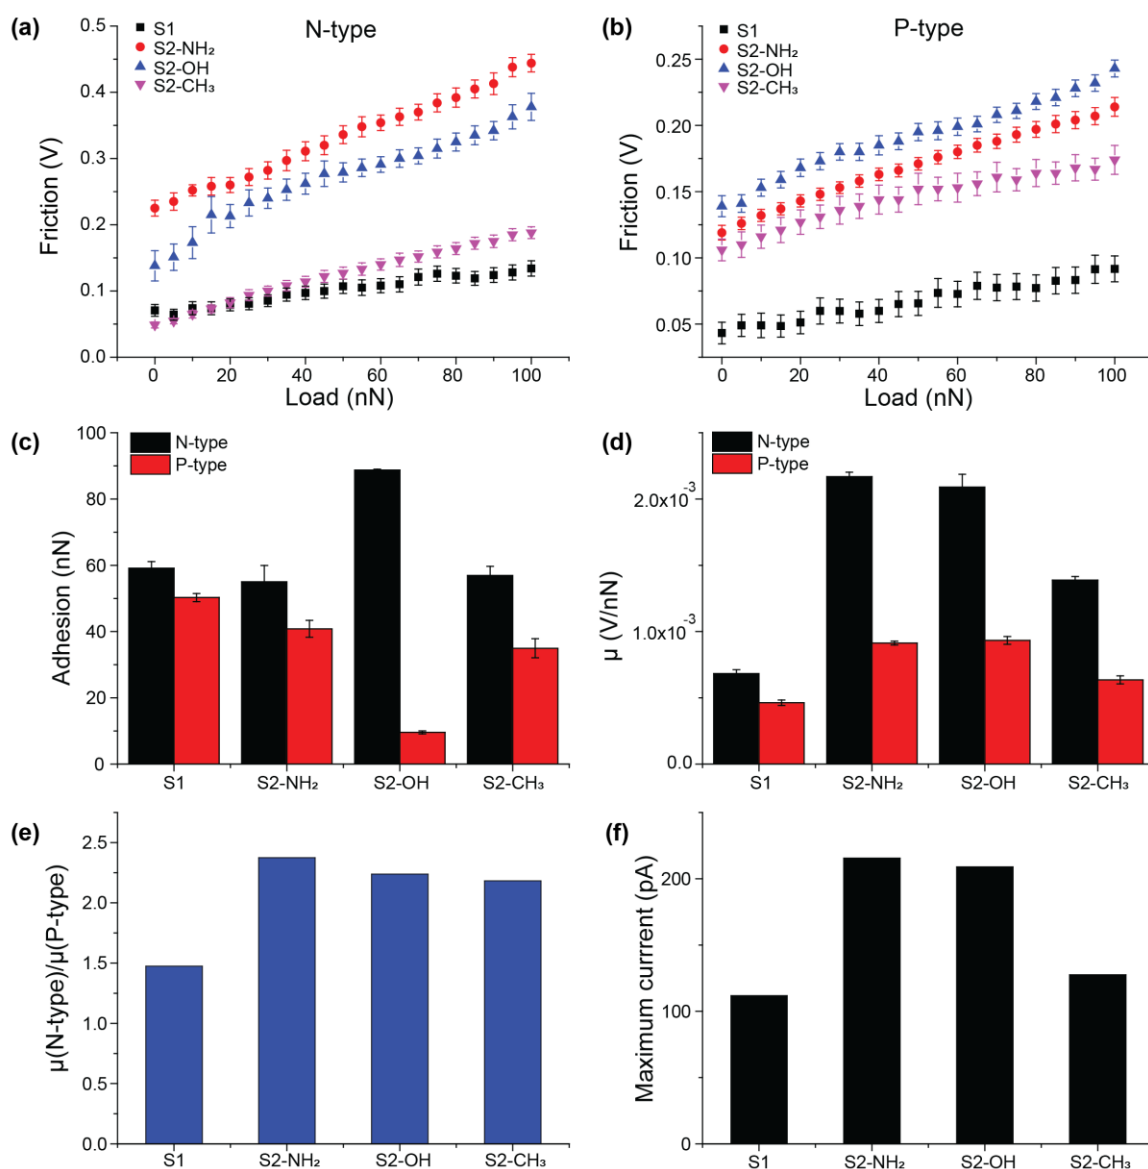 (a)
N-type
S1
S2-NH₂
S2-OH
S2-CH₃
Friction (V)
0.5
0.4
0.3
0.2
0.1
0.0
0 20 40 60 80 100
Load (nN)
(b)
P-type
S1
S2-NH₂
S2-OH
S2-CH₃
Friction (V)
0.25
0.20
0.15
0.10
0.05
0 20 40 60 80 100
Load (nN)
(c)
N-type
P-type
Adhesion (nN)
100
80
60
40
20
0
S1 S2-NH₂ S2-OH S2-CH₃
(d)
N-type
P-type
μ (V/nN)
2.0x10⁻³
1.0x10⁻³
0.0
S1 S2-NH₂ S2-OH S2-CH₃
(e)
μ(N-type)/μ(P-type)
2.5
2.0
1.5
1.0
0.5
0.0
S1 S2-NH₂ S2-OH S2-CH₃
(f)
Maximum currrent (pA)
200
100
0
S1 S2-NH₂ S2-OH S2-CH₃